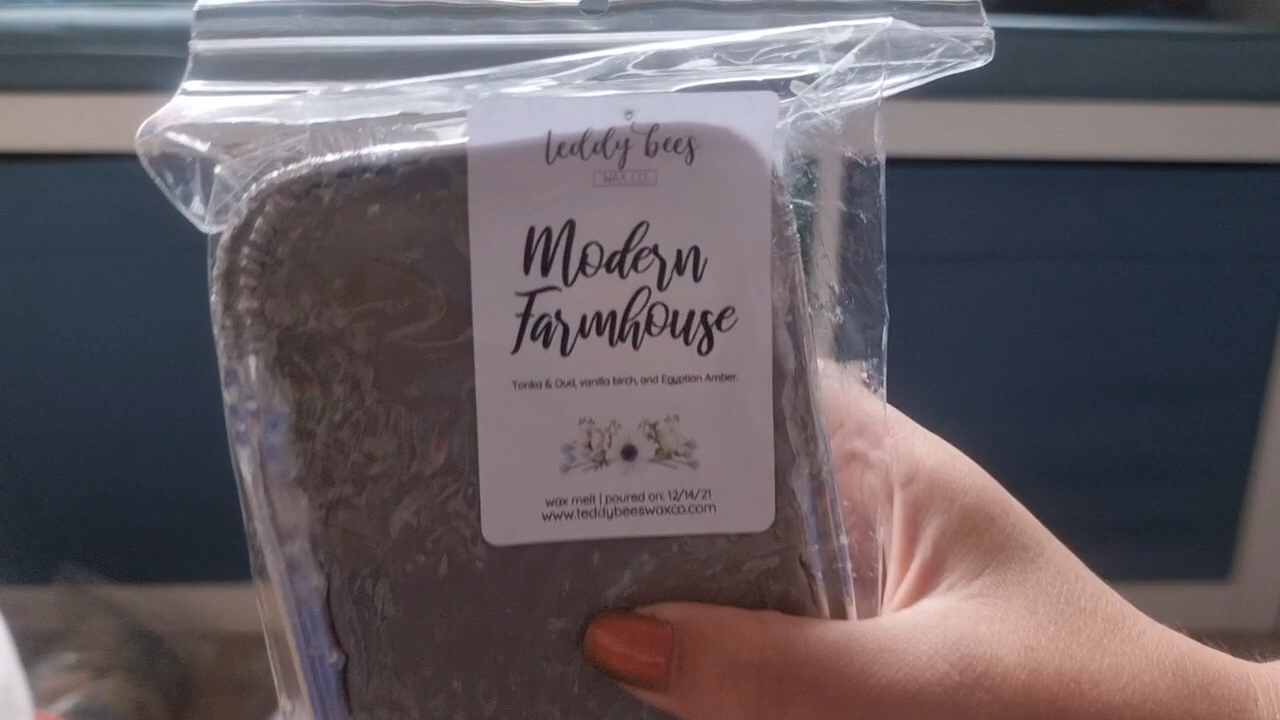 teddy bees
WAX CO.
Modern
Farmhouse
Tonka & Oud, vanilla birch, and Egyptian Amber.
wax melt | poured on: 12/14/21
www.teddybeeswaxco.com